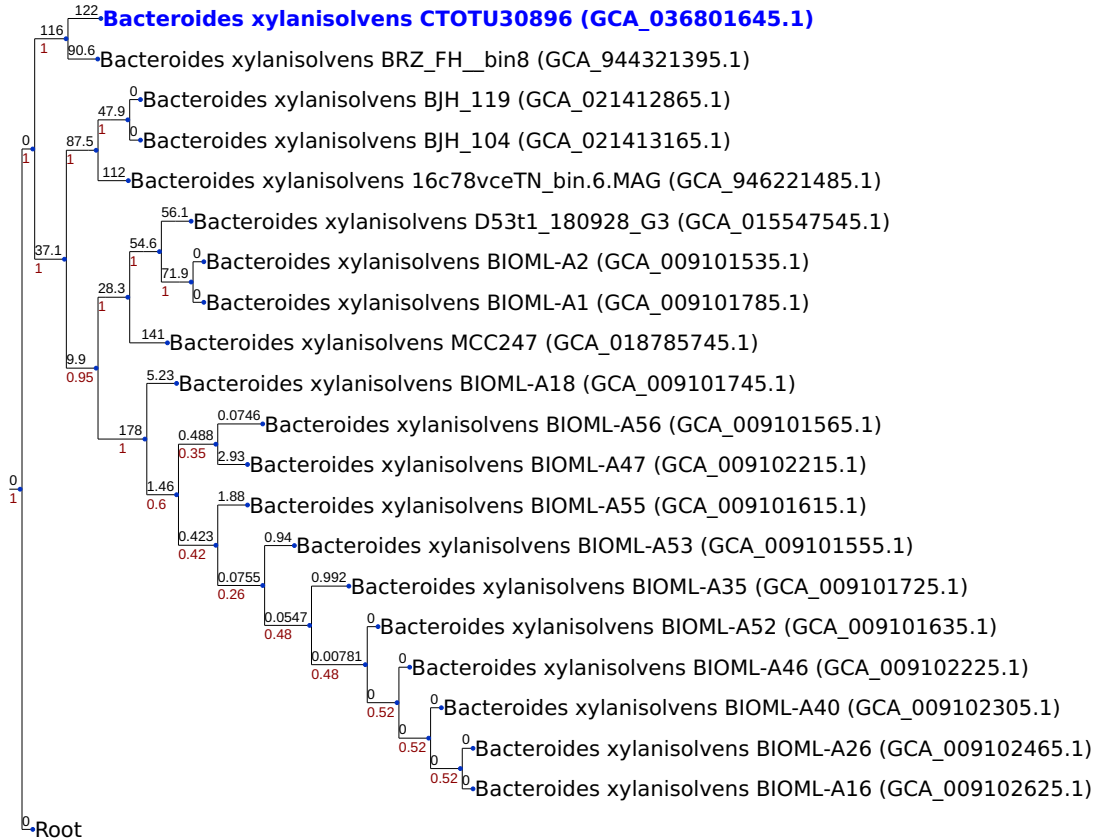 122
Bacteroides xylanisolvens CTOTU30896 (GCA_036801645.1)
116
1
90.6
Bacteroides xylanisolvens BRZ_FH__bin8 (GCA_944321395.1)
0
Bacteroides xylanisolvens BJH_119 (GCA_021412865.1)
47.9
1
0
Bacteroides xylanisolvens BJH_104 (GCA_021413165.1)
0
1
87.5
1
112
Bacteroides xylanisolvens 16c78vceTN_bin.6.MAG (GCA_946221485.1)
56.1
Bacteroides xylanisolvens D53t1_180928_G3 (GCA_015547545.1)
37.1
1
54.6
1
0
Bacteroides xylanisolvens BIOML-A2 (GCA_009101535.1)
71.9
1
28.3
1
0
Bacteroides xylanisolvens BIOML-A1 (GCA_009101785.1)
141
Bacteroides xylanisolvens MCC247 (GCA_018785745.1)
9.9
0.95
5.23
Bacteroides xylanisolvens BIOML-A18 (GCA_009101745.1)
0.0746
Bacteroides xylanisolvens BIOML-A56 (GCA_009101565.1)
178
1
0.488
0.35
2.93
Bacteroides xylanisolvens BIOML-A47 (GCA_009102215.1)
0
1
1.46
0.6
1.88
Bacteroides xylanisolvens BIOML-A55 (GCA_009101615.1)
0.423
0.42
0.94
Bacteroides xylanisolvens BIOML-A53 (GCA_009101555.1)
0.0755
0.26
0.992
Bacteroides xylanisolvens BIOML-A35 (GCA_009101725.1)
0.0547
0.48
0
Bacteroides xylanisolvens BIOML-A52 (GCA_009101635.1)
0.00781
0.48
0
Bacteroides xylanisolvens BIOML-A46 (GCA_009102225.1)
0
0.52
0
Bacteroides xylanisolvens BIOML-A40 (GCA_009102305.1)
0
0.52
0
Bacteroides xylanisolvens BIOML-A26 (GCA_009102465.1)
0
0.52
0
Bacteroides xylanisolvens BIOML-A16 (GCA_009102625.1)
0
Root